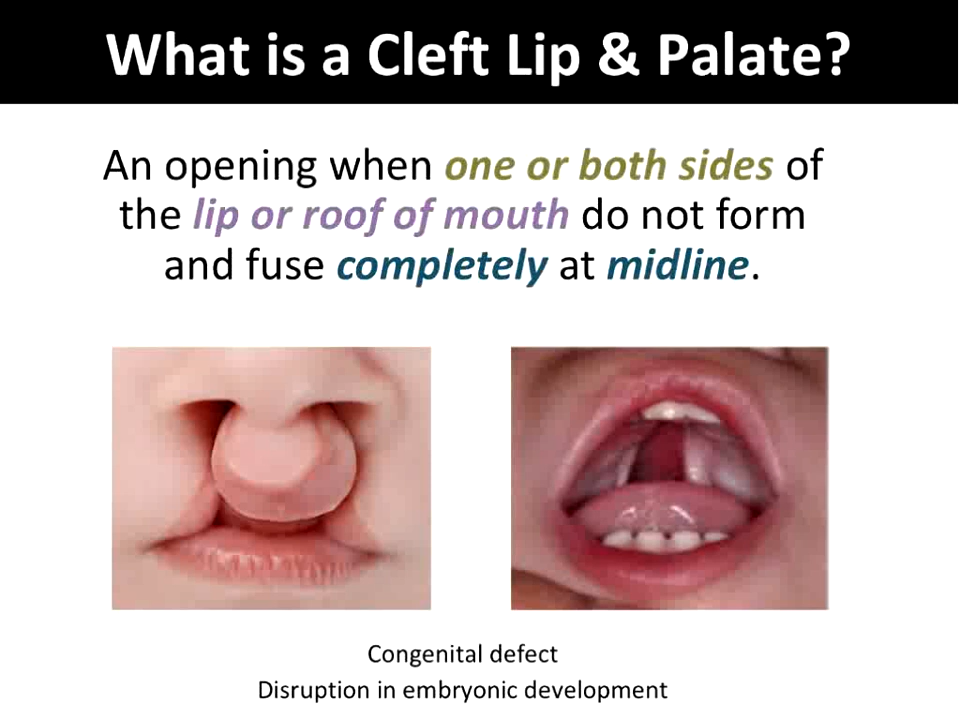 What is a Cleft Lip & Palate?
An opening when one or both sides of
the lip or roof of mouth do not form
and fuse completely at midline.
Congenital defect
Disruption in embryonic development